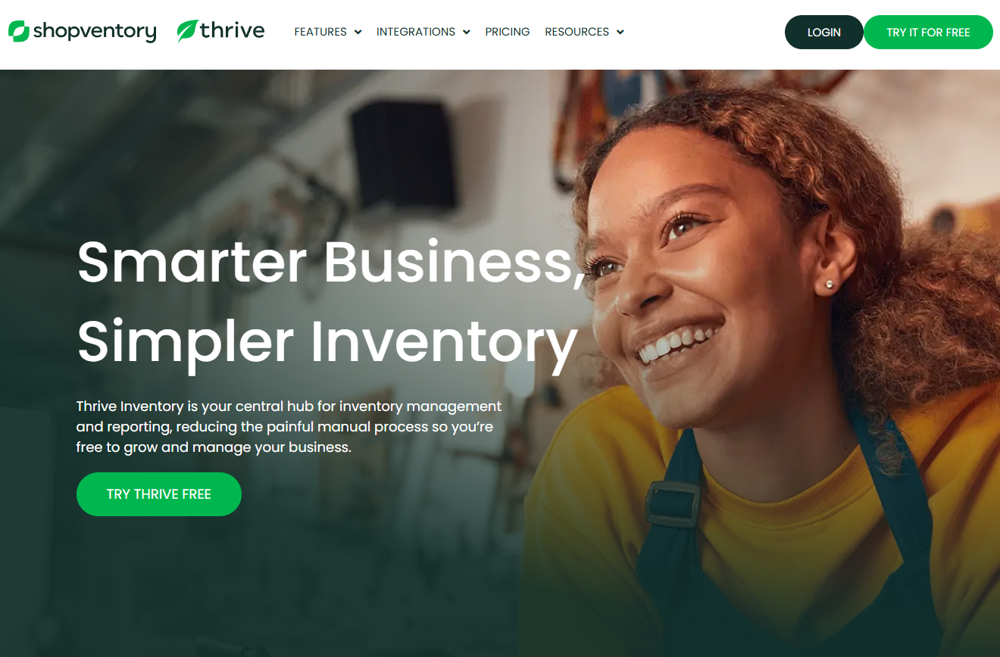 shopventory
thrive
FEATURES
INTEGRATIONS
PRICING
RESOURCES
LOGIN
TRY IT FOR FREE
Smarter Business,
Simpler Inventory
Thrive Inventory is your central hub for inventory management
and reporting, reducing the painful manual process so you’re
free to grow and manage your business.
TRY THRIVE FREE